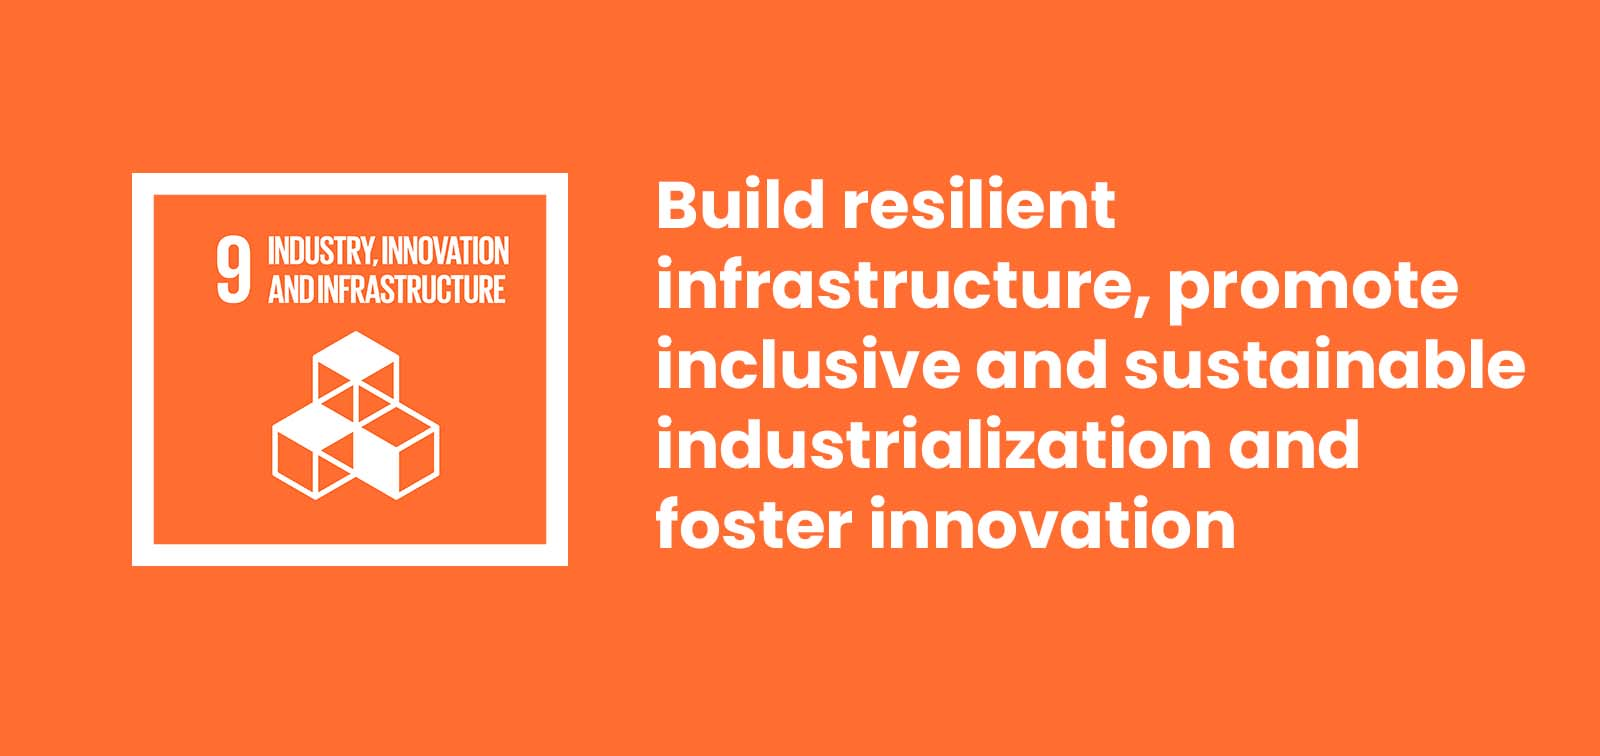 9
INDUSTRY, INNOVATION
AND INFRASTRUCTURE
Build resilient
infrastructure, promote
inclusive and sustainable
industrialization and
foster innovation